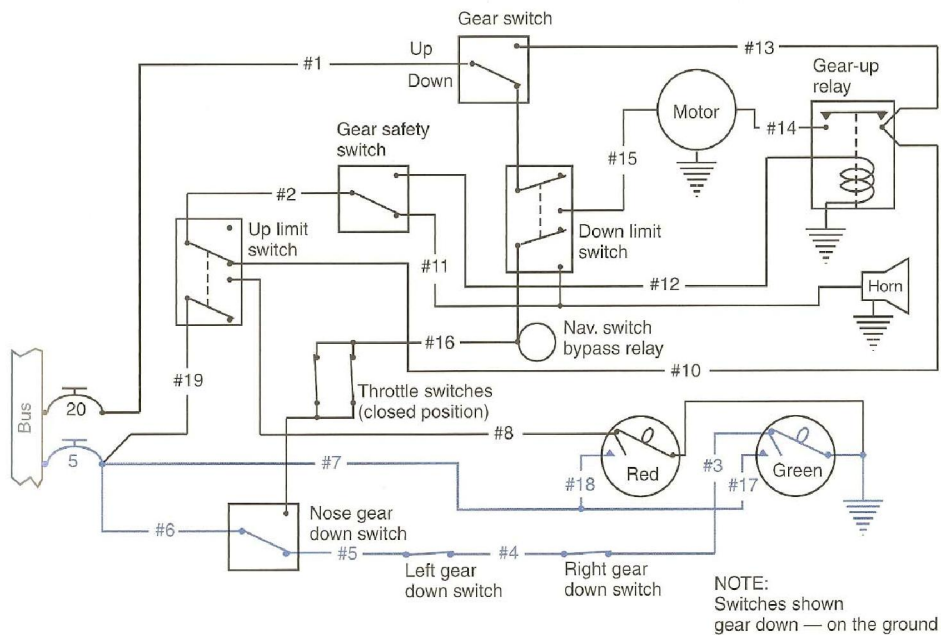 Gear switch
Up
#1
Down
#13
Gear-up
relay
Motor
#14
Gear safety
switch
#15
#2
Up limit
switch
Down limit
switch
#11
#12
Horn
Nav. switch
bypass relay
#16
#10
#19
Throttle switches
(closed position)
Bus
20
5
#8
#7
Red
#18
#3
#17
Green
#6
Nose gear
down switch
#5
#4
Left gear
down switch
Right gear
down switch
NOTE:
Switches shown
gear down — on the ground